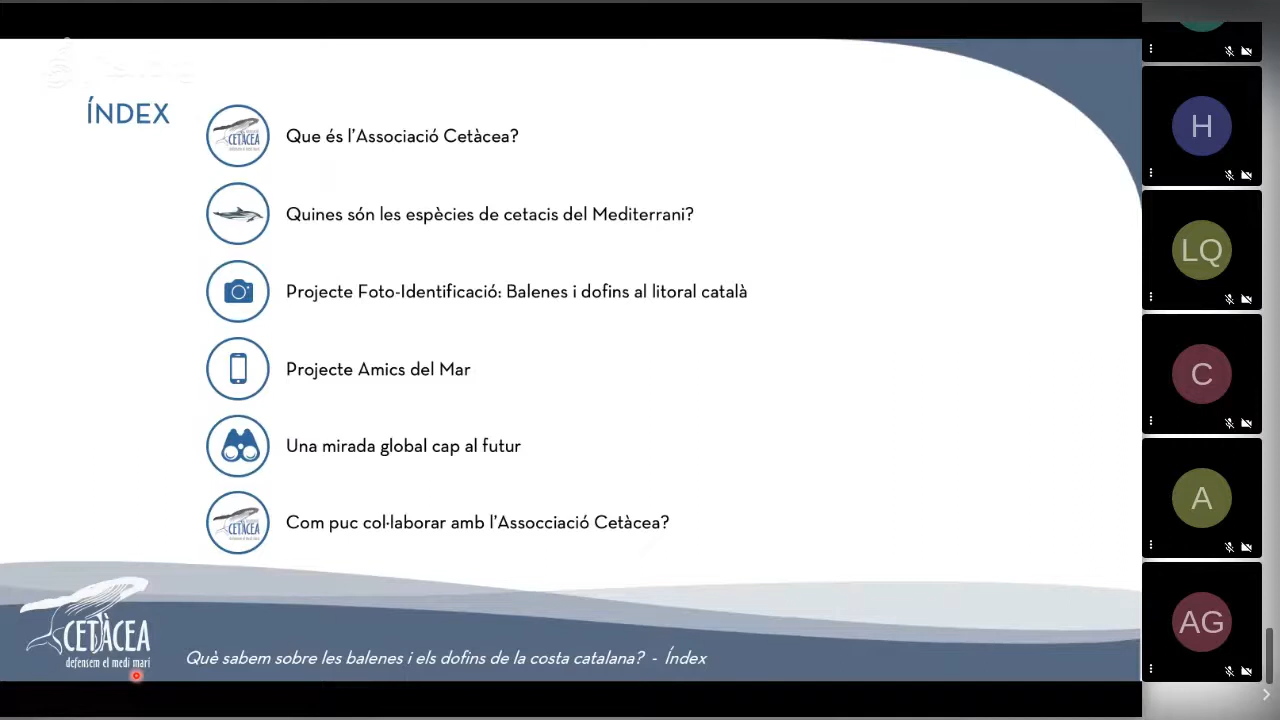 ÍNDEX
CETÀCEA
Que és l'Associació Cetàcea?
Quines són les espècies de cetacis del Mediterrani?
Projecte Foto-Identificació: Balenes i dofins al litoral català
Projecte Amics del Mar
Una mirada global cap al futur
CETÀCEA
Com puc col·laborar amb l'Assocciació Cetàcea?
CETÀCEA
defensem el medi marí
Què sabem sobre les balenes i els dofins de la costa catalana? - Índex
H
LQ
C
A
AG